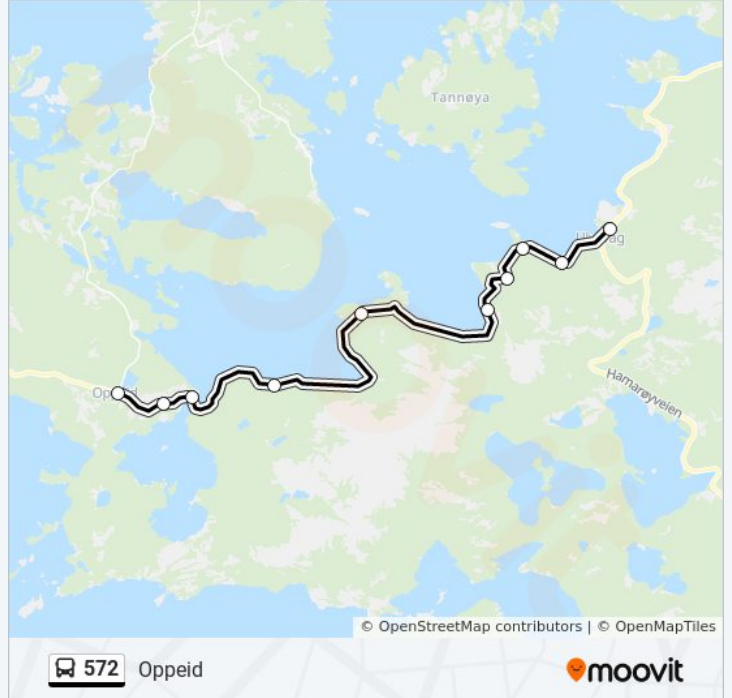 Tannøya
Hamarøyveien
© OpenStreetMap contributors | © OpenMapTiles
572 Oppeid
moovit